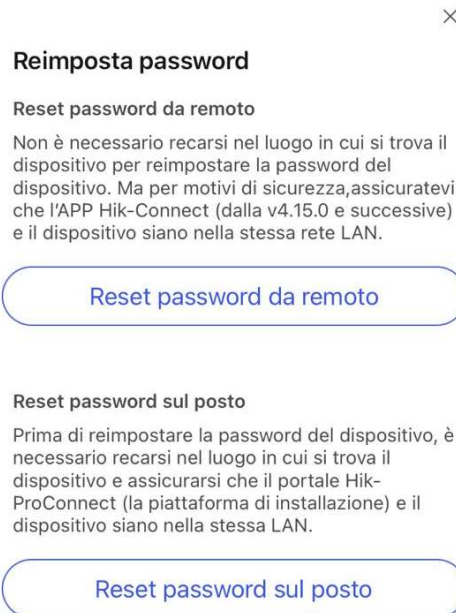 Reimposta password
Reset password da remoto
Non è necessario recarsi nel luogo in cui si trova il
dispositivo per reimpostare la password del
dispositivo. Ma per motivi di sicurezza,assicuratevi
che l'APP Hik-Connect (dalla v4.15.0 e successive)
e il dispositivo siano nella stessa rete LAN.
Reset password da remoto
Reset password sul posto
Prima di reimpostare la password del dispositivo, è
necessario recarsi nel luogo in cui si trova il
dispositivo e assicurarsi che il portale Hik-
ProConnect (la piattaforma di installazione) e il
dispositivo siano nella stessa LAN.
Reset password sul posto